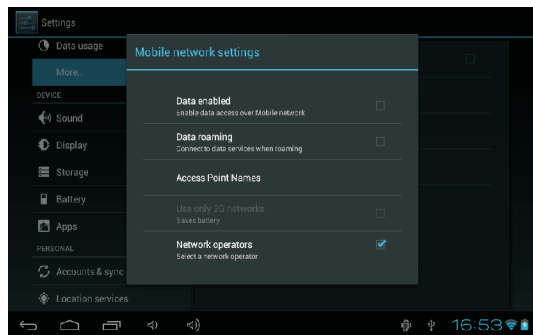 Settings
Data usage
More...
DEVICE
Sound
Display
Storage
Battery
Apps
PERSONAL
Accounts & sync
Location services
Mobile network settings
Data enabled
Enable data access over Mobile network
Data roaming
Connect to data services when roaming
Access Point Names
Use only 2G networks
Saves battery
Network operators
Select a network operator
16:53